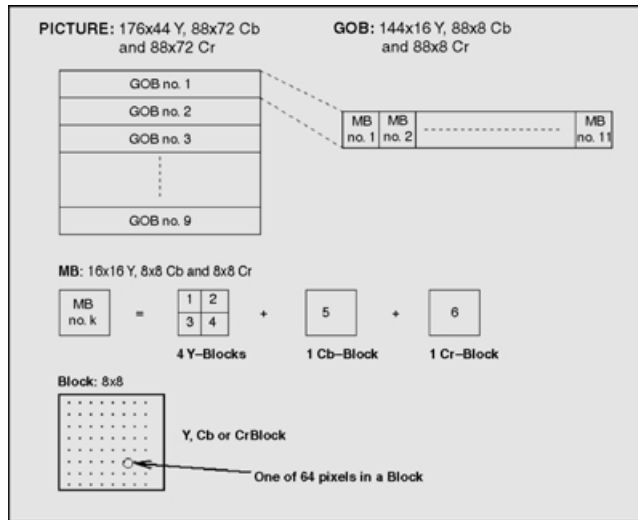 PICTURE: 176x44 Y, 88x72 Cb
and 88x72 Cr
GOB: 144x16 Y, 88x8 Cb
and 88x8 Cr
GOB no. 1
GOB no. 2
GOB no. 3
GOB no. 9
MB
no. 1
MB
no. 2
MB
no. 11
MB: 16x16 Y, 8x8 Cb and 8x8 Cr
MB
no. k
=
1 2
3 4
+
5
+
6
4 Y–Blocks
1 Cb–Block
1 Cr–Block
Block: 8x8
Y, Cb or CrBlock
One of 64 pixels in a Block